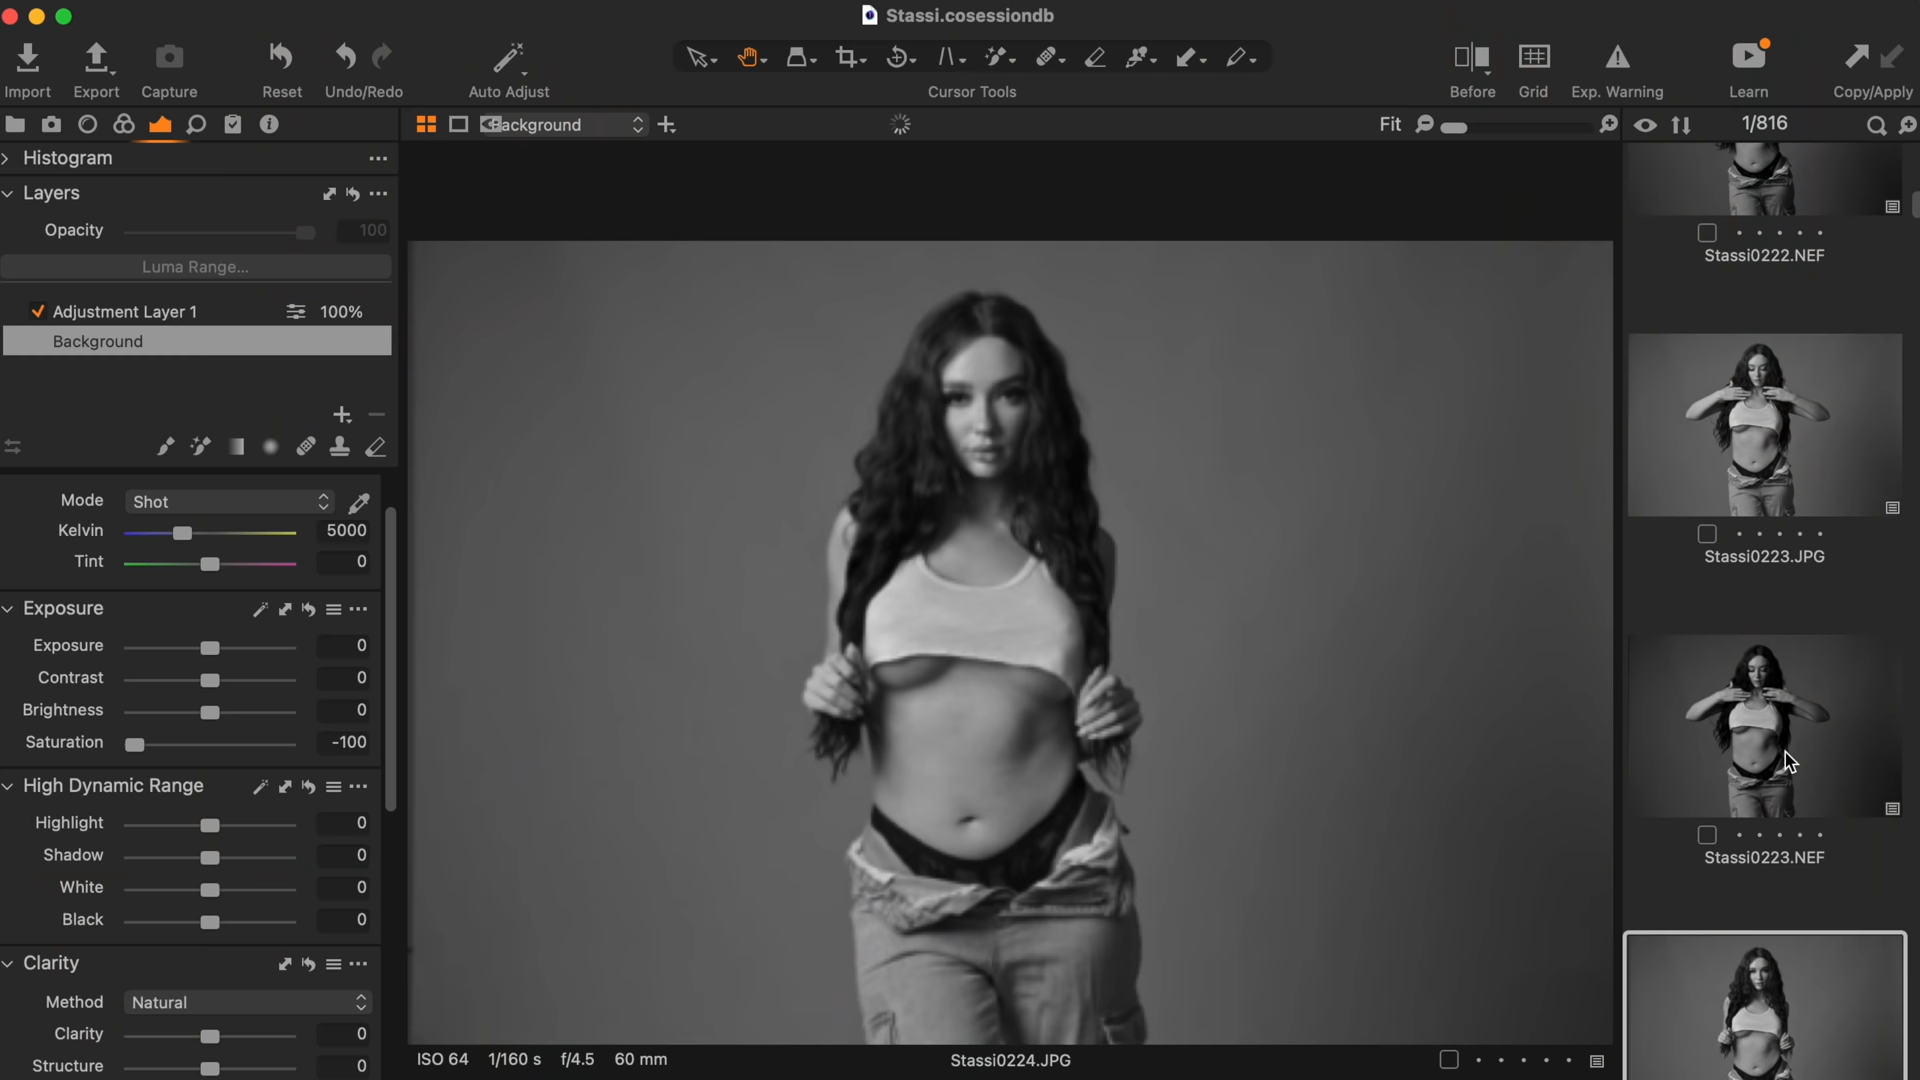 Stassi.cosessiondb
Import Export Capture Reset Undo/Redo Auto Adjust Cursor Tools Before Grid Exp. Warning Learn Copy/Apply
Background Fit 1/816
Histogram
Layers
Opacity 100
Luma Range...
Adjustment Layer 1 100%
Background
Mode Shot
Kelvin 5000
Tint 0
Exposure
Exposure 0
Contrast 0
Brightness 0
Saturation -100
High Dynamic Range
Highlight 0
Shadow 0
White 0
Black 0
Clarity
Method Natural
Clarity 0
Structure 0
ISO 64 1/160 s f/4.5 60 mm Stassi0224.JPG
Stassi0222.NEF
Stassi0223.JPG
Stassi0223.NEF